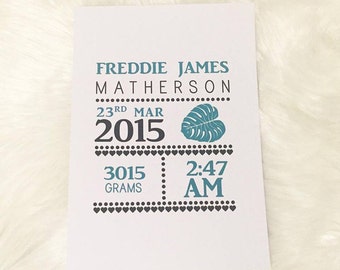 FREDDIE JAMES
MATHERSON
23RD MAR
2015
3015
GRAMS
2:47
AM